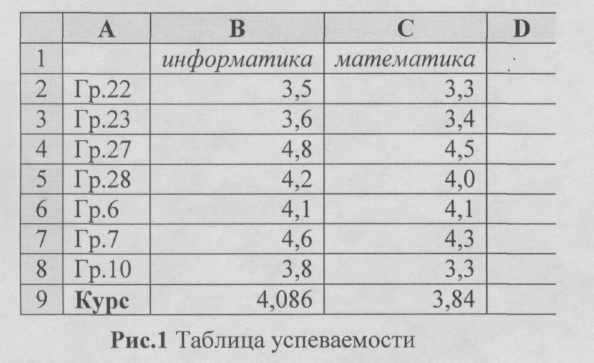 A B C D
1 информатика математика
2 Гр.22 3,5 3,3
3 Гр.23 3,6 3,4
4 Гр.27 4,8 4,5
5 Гр.28 4,2 4,0
6 Гр.6 4,1 4,1
7 Гр.7 4,6 4,3
8 Гр.10 3,8 3,3
9 Курс 4,086 3,84
Рис.1 Таблица успеваемости